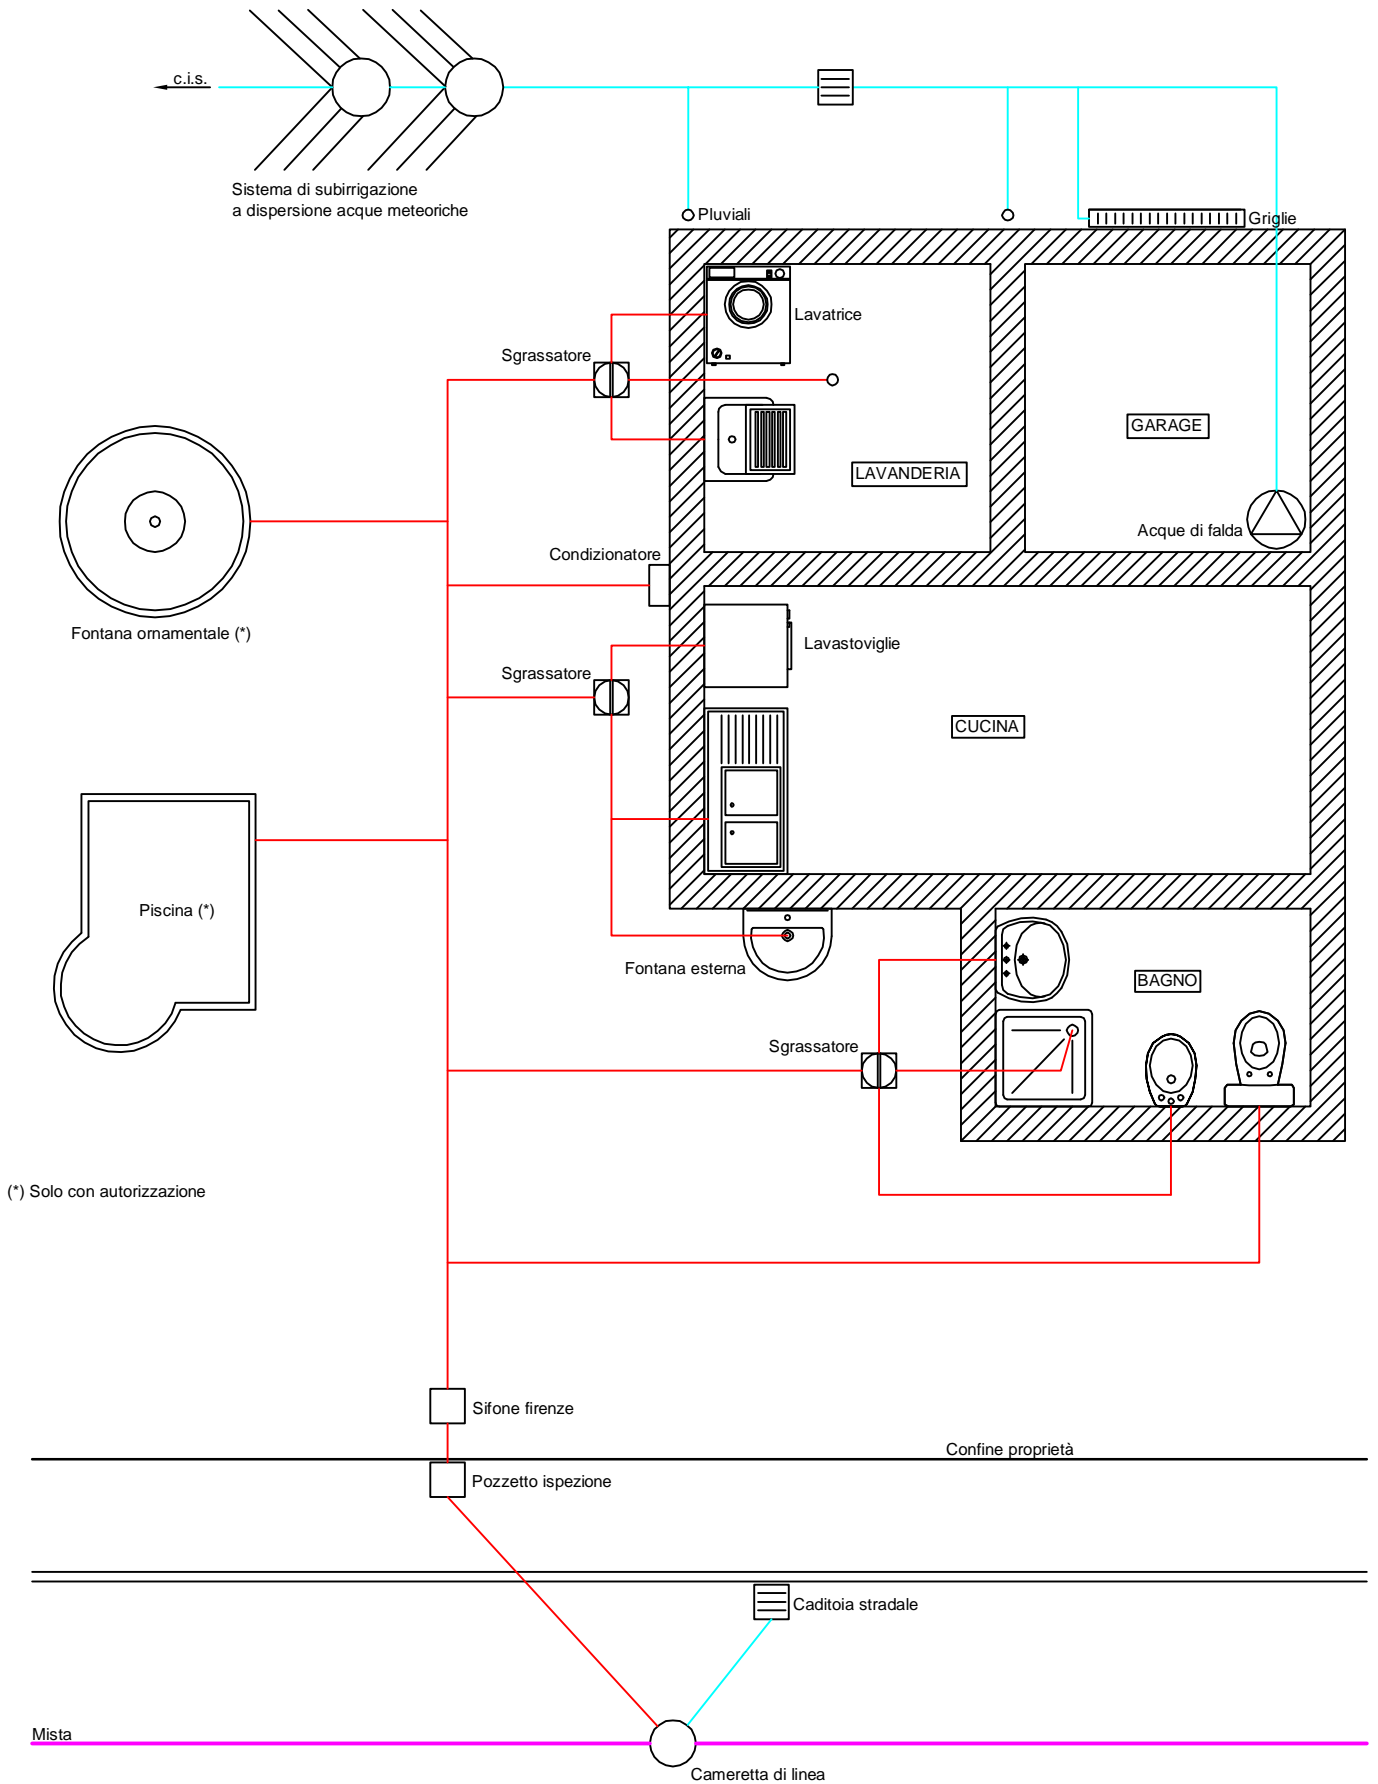 c.i.s.
Sistema di subirrigazione
a dispersione acque meteoriche
Pluviali
Griglie
Lavatrice
Sgrassatore
GARAGE
LAVANDERIA
Acque di falda
Condizionatore
Fontana ornamentale (*)
Lavastoviglie
Sgrassatore
CUCINA
Piscina (*)
Fontana esterna
BAGNO
Sgrassatore
(*) Solo con autorizzazione
Sifone firenze
Confine proprietà
Pozzetto ispezione
Caditoia stradale
Mista
Cameretta di linea